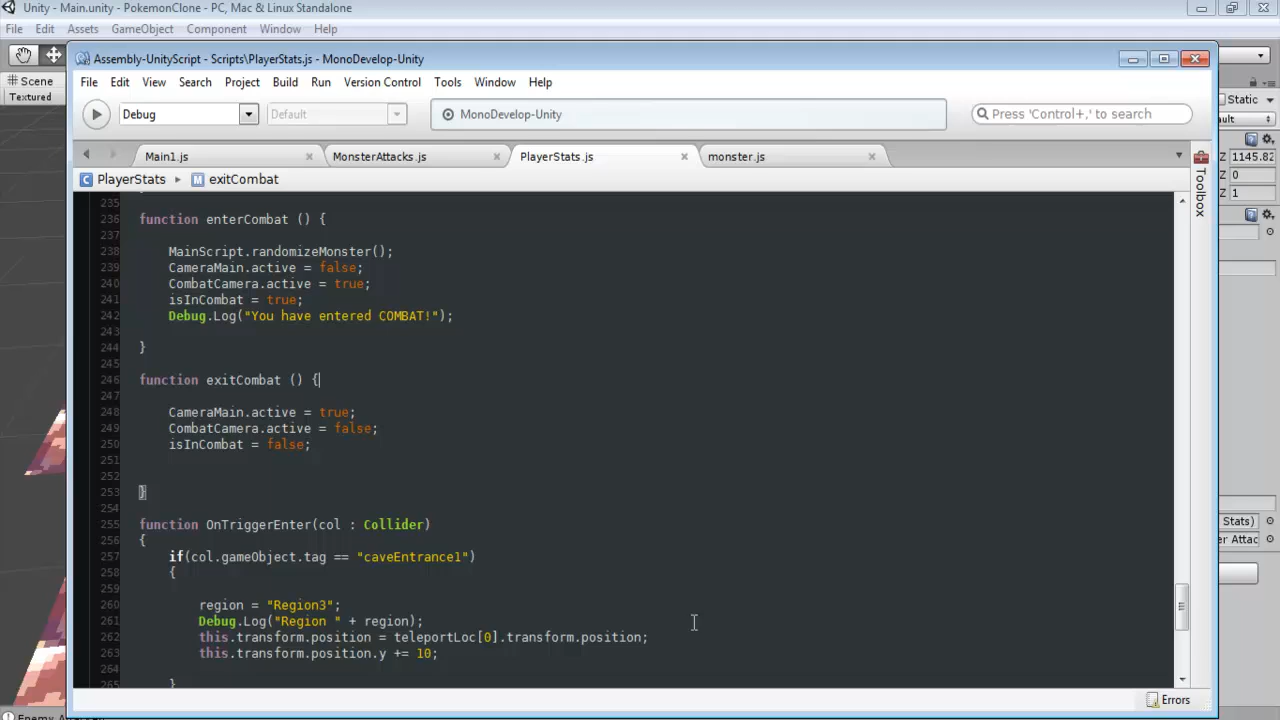 Unity - Main.unity - PokemonClone - PC, Mac & Linux Standalone
File Edit Assets GameObject Component Window Help
Assembly-UnityScript - Scripts\PlayerStats.js - MonoDevelop-Unity
Scene
Textured
Static
1145.82
Z 0
Z 1
File Edit View Search Project Build Run Version Control Tools Window Help
Debug Default MonoDevelop-Unity Press 'Control+,' to search
Main1.js MonsterAttacks.js PlayerStats.js monster.js
PlayerStats exitCombat
Toolbox
235
236 function enterCombat () {
237
238 MainScript.randomizeMonster();
239 CameraMain.active = false;
240 CombatCamera.active = true;
241 isInCombat = true;
242 Debug.Log("You have entered COMBAT!");
243
244 }
245
246 function exitCombat () {
247
248 CameraMain.active = true;
249 CombatCamera.active = false;
250 isInCombat = false;
251
252
253 }
254
255 function OnTriggerEnter(col : Collider)
256 {
257 if(col.gameObject.tag == "caveEntrance1")
258 {
259
260 region = "Region3";
261 Debug.Log("Region " + region);
262 this.transform.position = teleportLoc[0].transform.position;
263 this.transform.position.y += 10;
264
265 }
Stats)
Errors